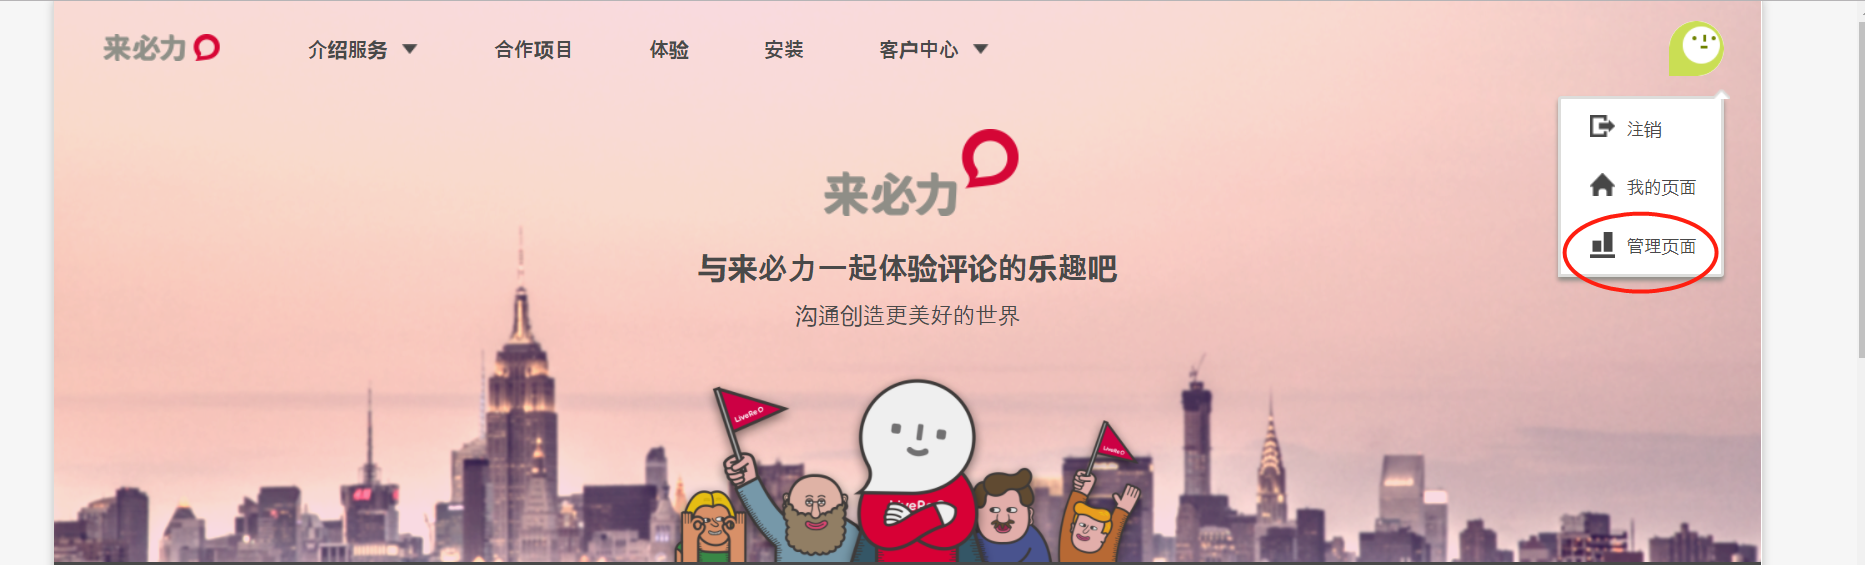 来必力
介绍服务 合作项目 体验 安装 客户中心
注销
我的页面
管理页面
来必力
与来必力一起体验评论的乐趣吧
沟通创造更美好的世界
LiveRe
LiveRe